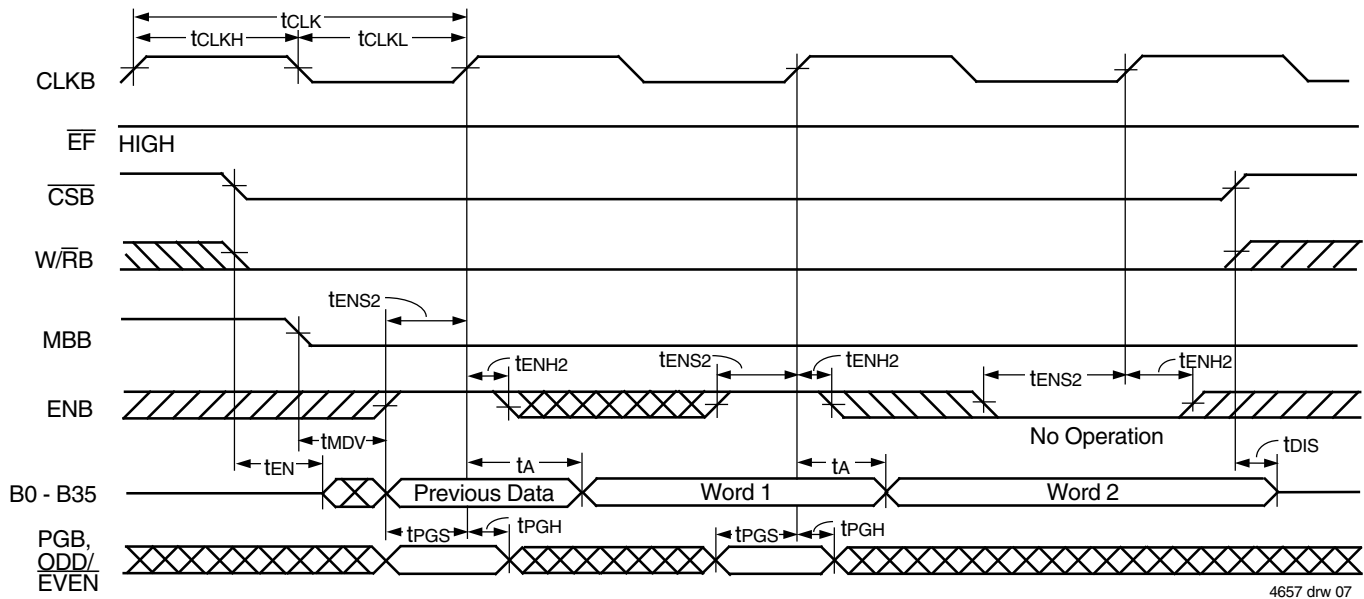 tCLK
tCLKH tCLKL
CLKB
EF HIGH
CSB
W/RB
tENS2
MBB
tENH2 tENS2 tENH2 tENS2 tENH2
ENB
No Operation
tMDV
tEN tA tA tDIS
B0 - B35 Previous Data Word 1 Word 2
tPGS tPGH tPGS tPGH
PGB,
ODD/
EVEN
4657 drw 07